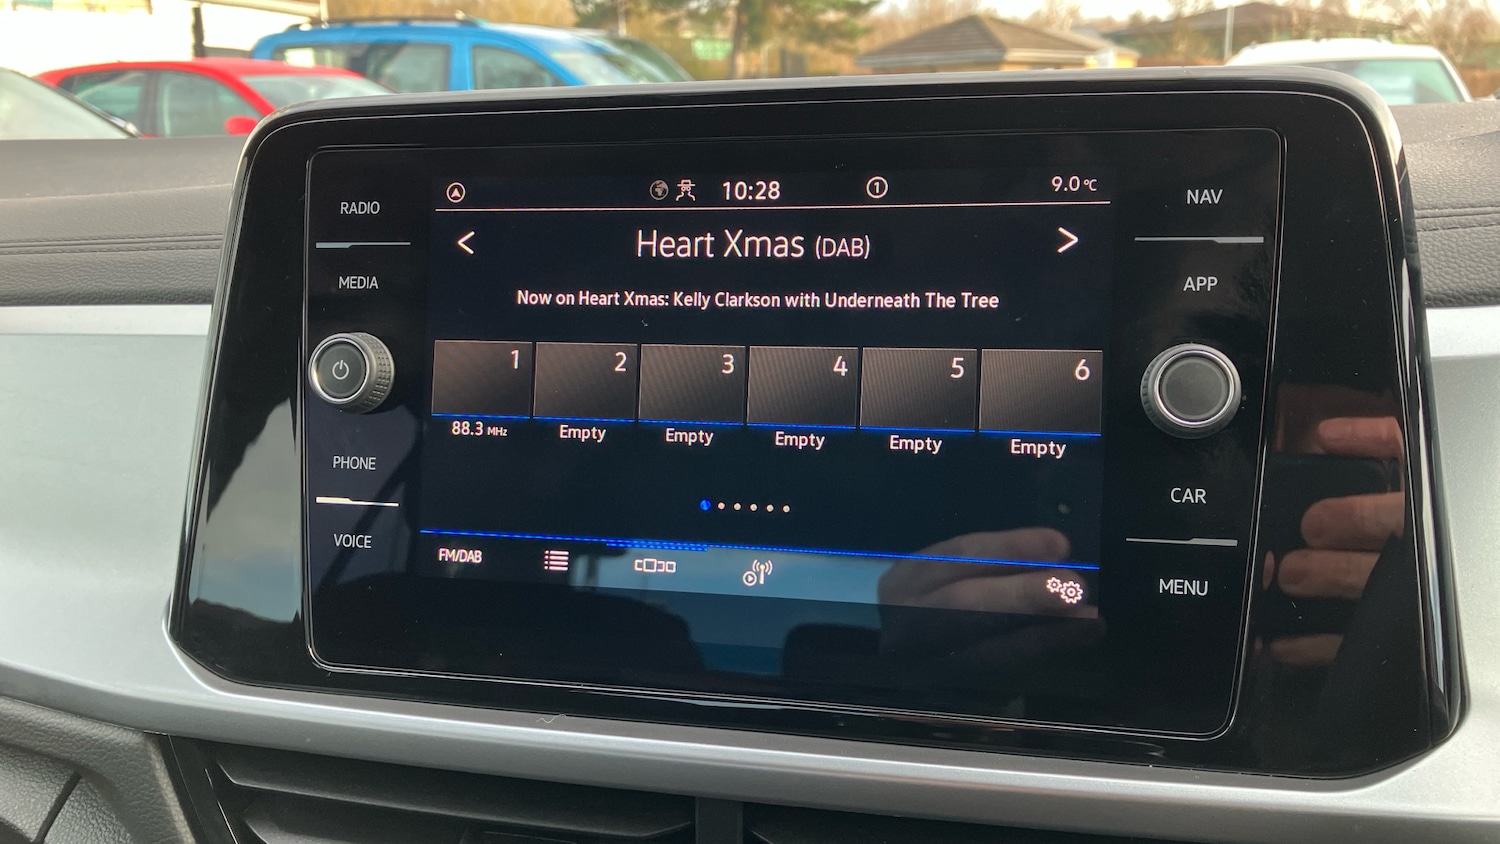 RADIO
MEDIA
PHONE
VOICE
10:28
1
9.0 °C
Heart Xmas (DAB)
Now on Heart Xmas: Kelly Clarkson with Underneath The Tree
1 2 3 4 5 6
88.3 MHz Empty Empty Empty Empty Empty
FM/DAB
NAV
APP
CAR
MENU